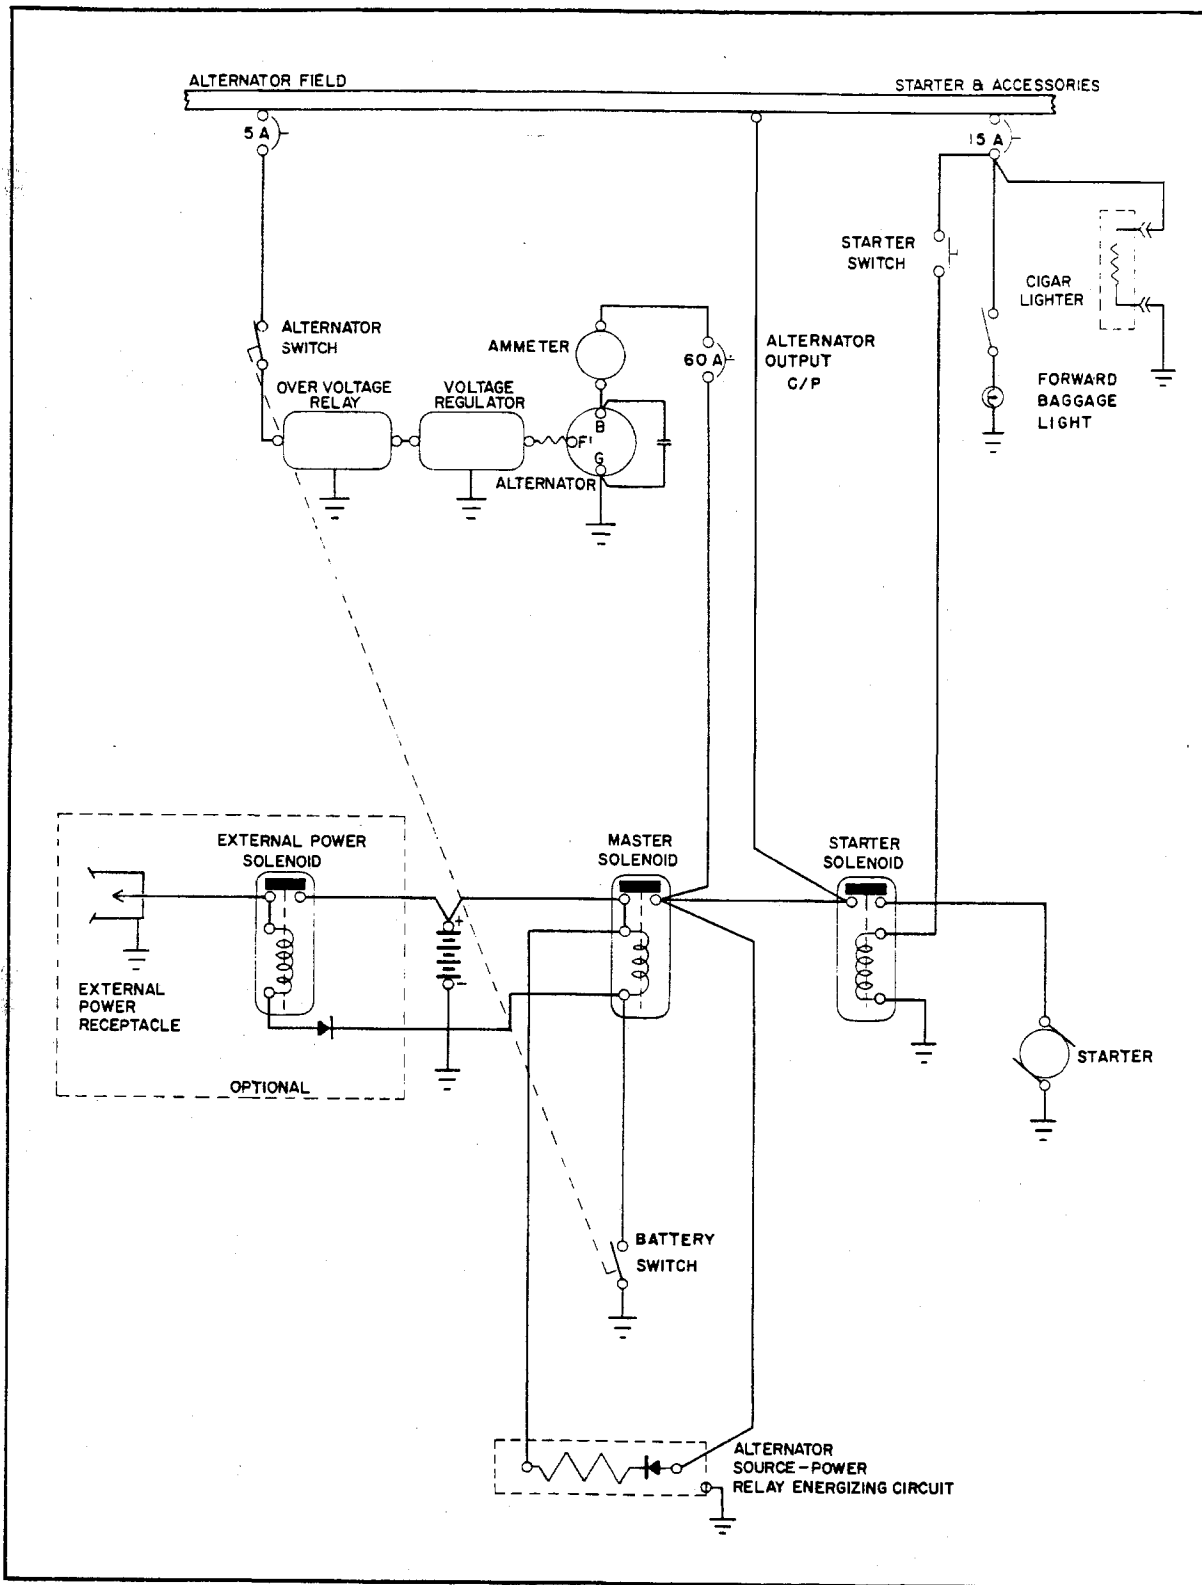 ALTERNATOR FIELD
STARTER & ACCESSORIES
5 A
15 A
STARTER
SWITCH
CIGAR
LIGHTER
ALTERNATOR
SWITCH
AMMETER
60 A
ALTERNATOR
OUTPUT
C/P
OVER VOLTAGE
RELAY
VOLTAGE
REGULATOR
FORWARD
BAGGAGE
LIGHT
B
F'
G
ALTERNATOR
EXTERNAL POWER
SOLENOID
MASTER
SOLENOID
STARTER
SOLENOID
+
-
EXTERNAL
POWER
RECEPTACLE
OPTIONAL
STARTER
BATTERY
SWITCH
ALTERNATOR
SOURCE-POWER
RELAY ENERGIZING CIRCUIT